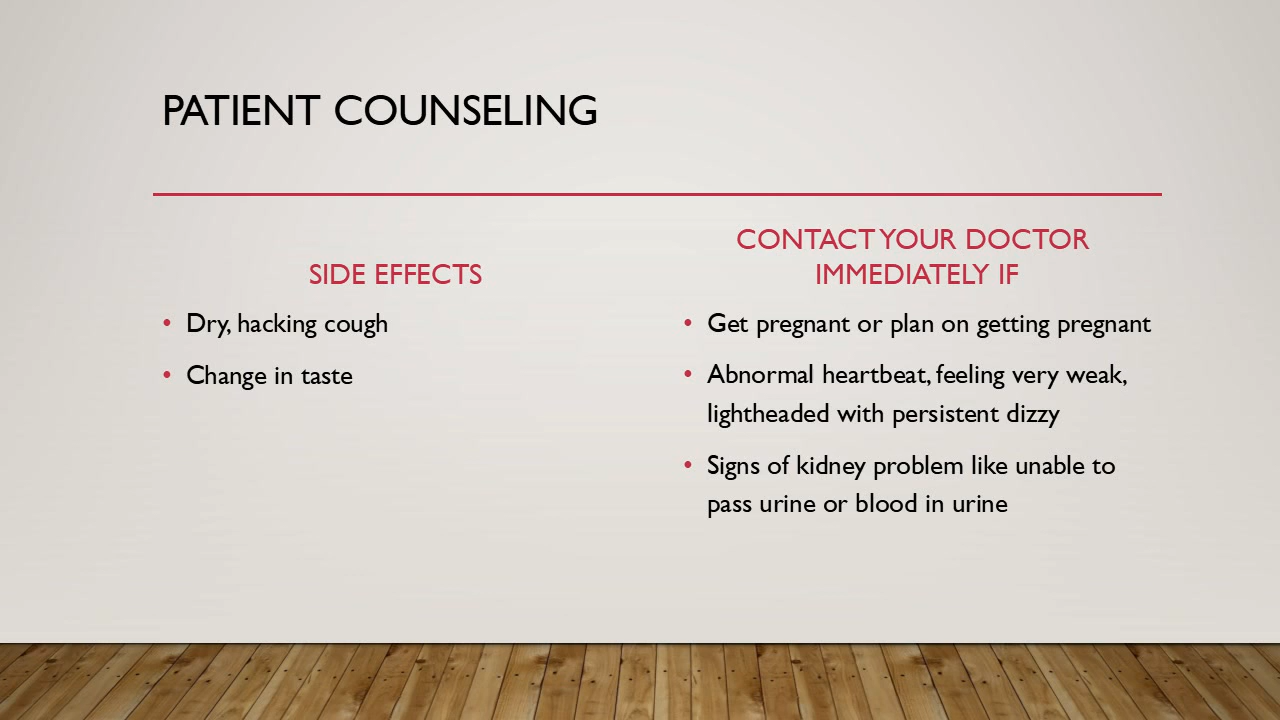 PATIENT COUNSELING
SIDE EFFECTS
• Dry, hacking cough
• Change in taste
CONTACT YOUR DOCTOR
IMMEDIATELY IF
• Get pregnant or plan on getting pregnant
• Abnormal heartbeat, feeling very weak,
lightheaded with persistent dizzy
• Signs of kidney problem like unable to
pass urine or blood in urine